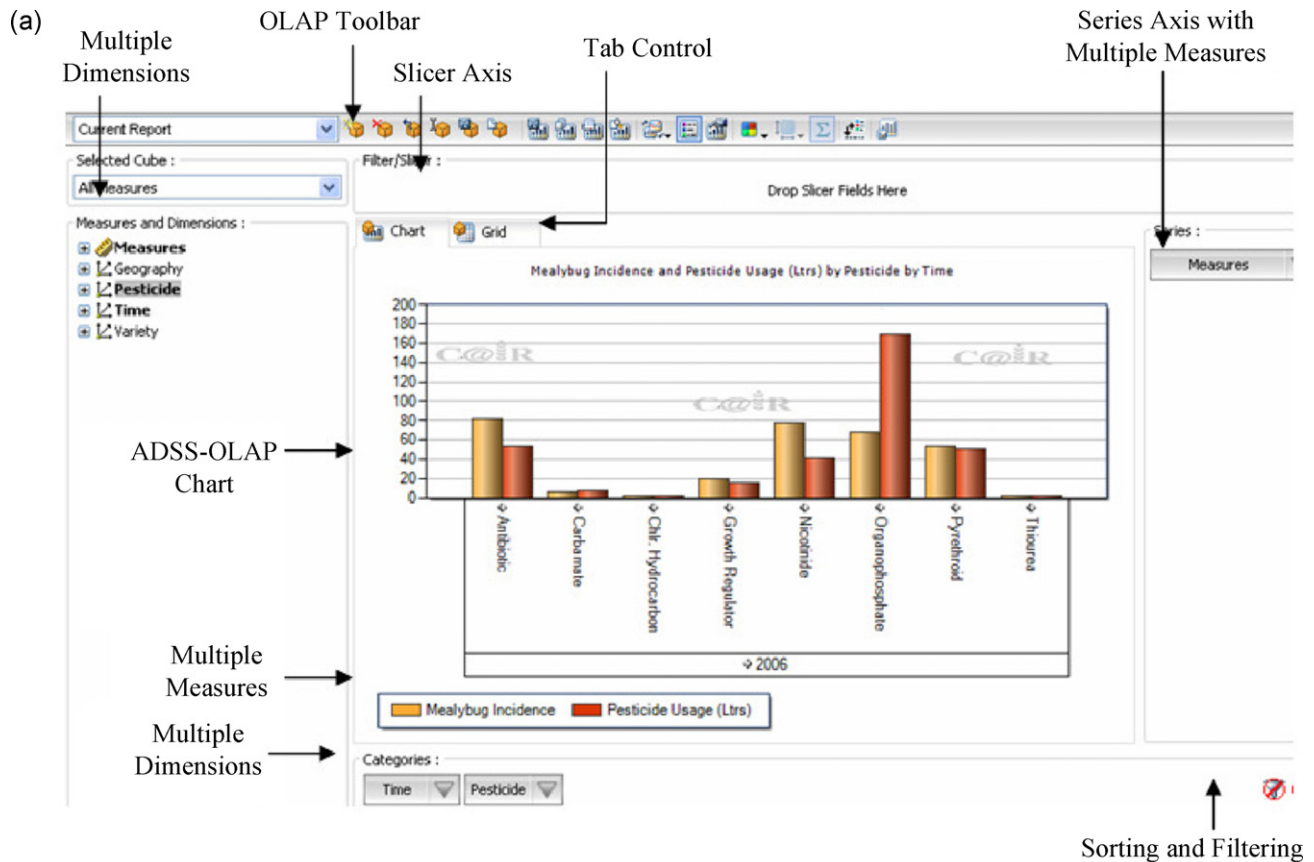 (a)
Multiple
Dimensions
OLAP Toolbar
Slicer Axis
Tab Control
Series Axis with
Multiple Measures
Current Report
Selected Cube :
All Measures
Filter/Slicer :
Drop Slicer Fields Here
Measures and Dimensions :
Measures
Geography
Pesticide
Time
Variety
Chart
Grid
Series :
Measures
Mealybug Incidence and Pesticide Usage (Ltrs) by Pesticide by Time
200
180
160
140
120
100
80
60
40
20
0
C@iR
C@iR
C@iR
Antibiotic
Carbamate
Chlr. Hydrocarbon
Growth Regulator
Nicotinide
Organophosphate
Pyrethroid
Thiourea
2006
ADSS-OLAP
Chart
Multiple
Measures
Mealybug Incidence
Pesticide Usage (Ltrs)
Multiple
Dimensions
Categories :
Time
Pesticide
Sorting and Filtering